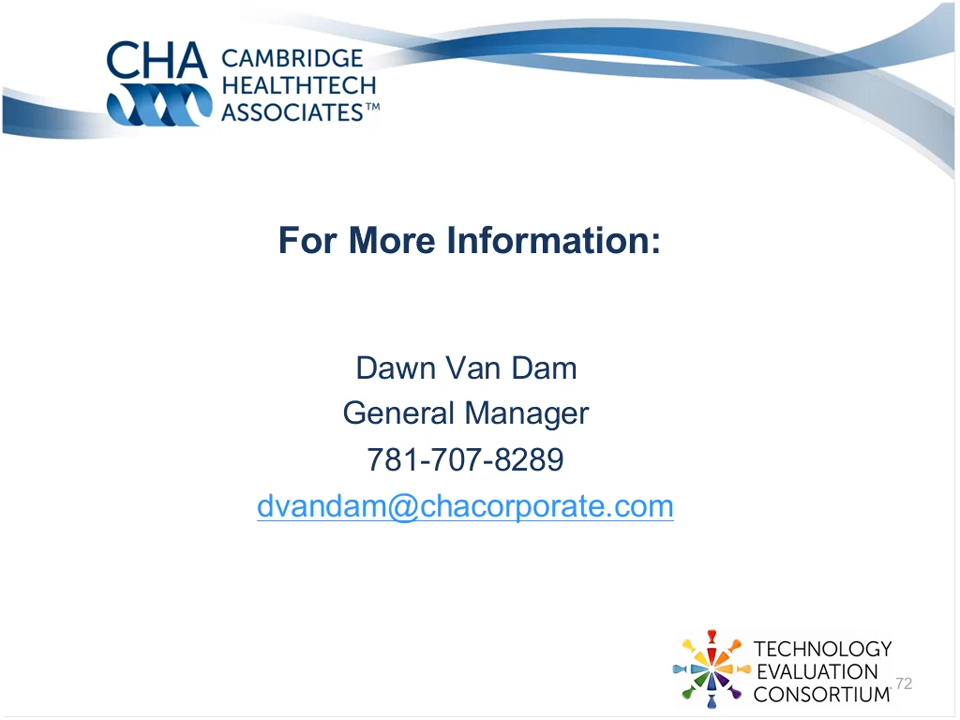 CHA
CAMBRIDGE
HEALTHTECH
ASSOCIATES™
For More Information:
Dawn Van Dam
General Manager
781-707-8289
dvandam@chacorporate.com
TECHNOLOGY
EVALUATION
CONSORTIUM
72